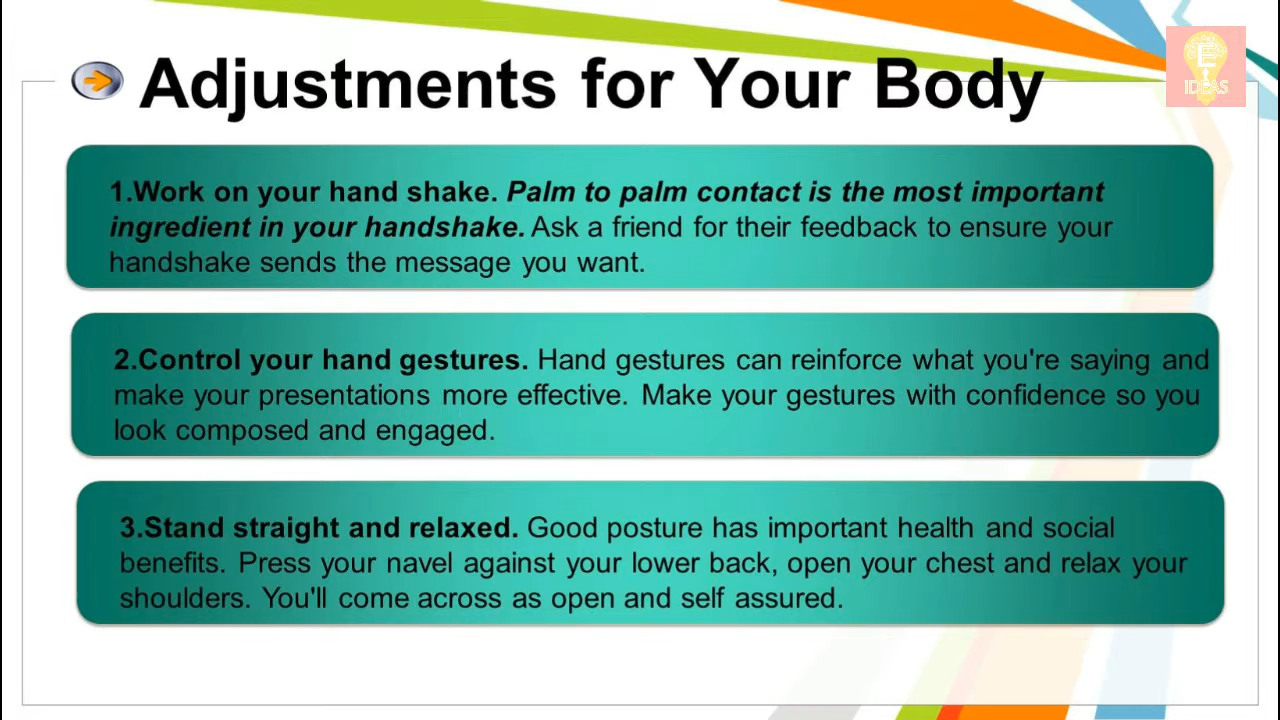 Adjustments for Your Body
E
IDEAS
1.Work on your hand shake. Palm to palm contact is the most important
ingredient in your handshake. Ask a friend for their feedback to ensure your
handshake sends the message you want.
2.Control your hand gestures. Hand gestures can reinforce what you're saying and
make your presentations more effective. Make your gestures with confidence so you
look composed and engaged.
3.Stand straight and relaxed. Good posture has important health and social
benefits. Press your navel against your lower back, open your chest and relax your
shoulders. You'll come across as open and self assured.